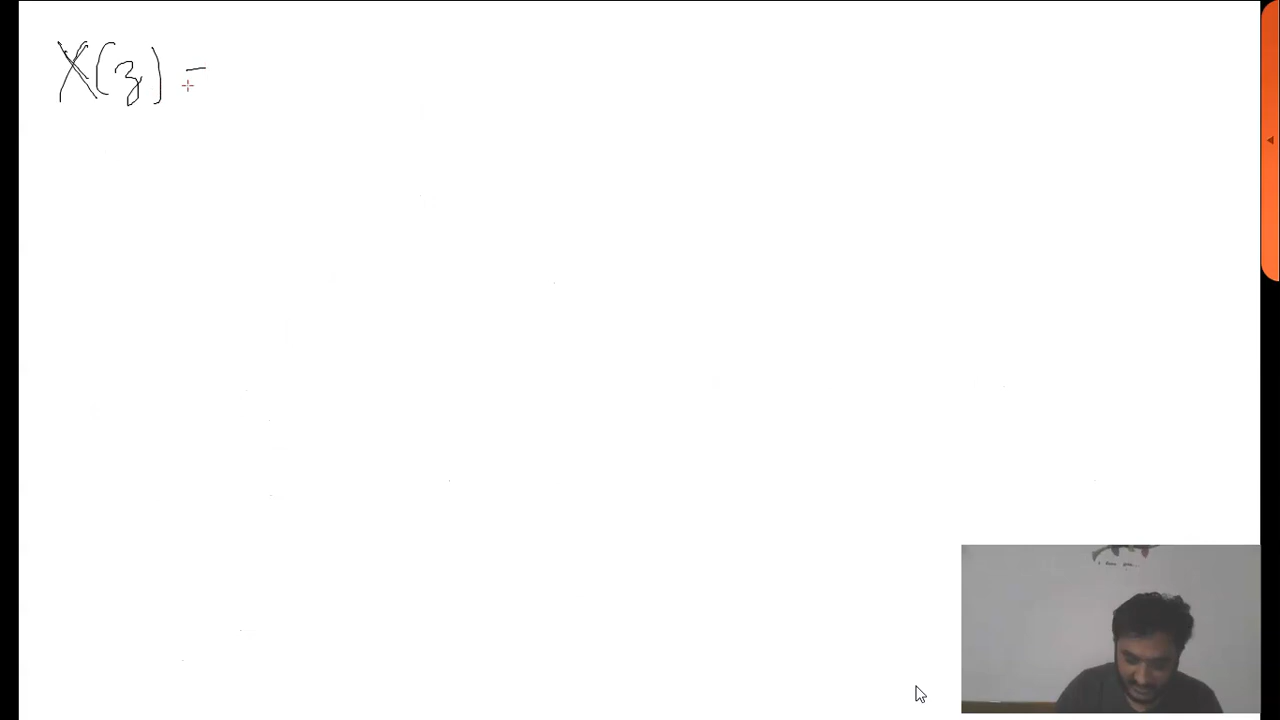 X(z) =